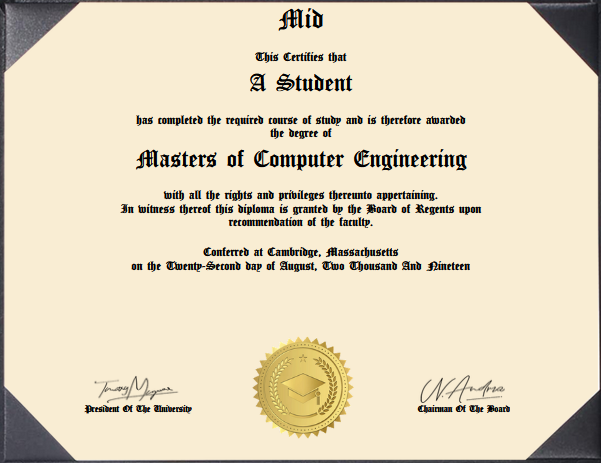 Mid
This Certifies that
A Student
has completed the required course of study and is therefore awarded
the degree of
Masters of Computer Engineering
with all the rights and privileges thereunto appertaining.
In witness thereof this diploma is granted by the Board of Regents upon
recommendation of the faculty.
Conferred at Cambridge, Massachusetts
on the Twenty-Second day of August, Two Thousand And Nineteen
President Of The University
Chairman Of The Board